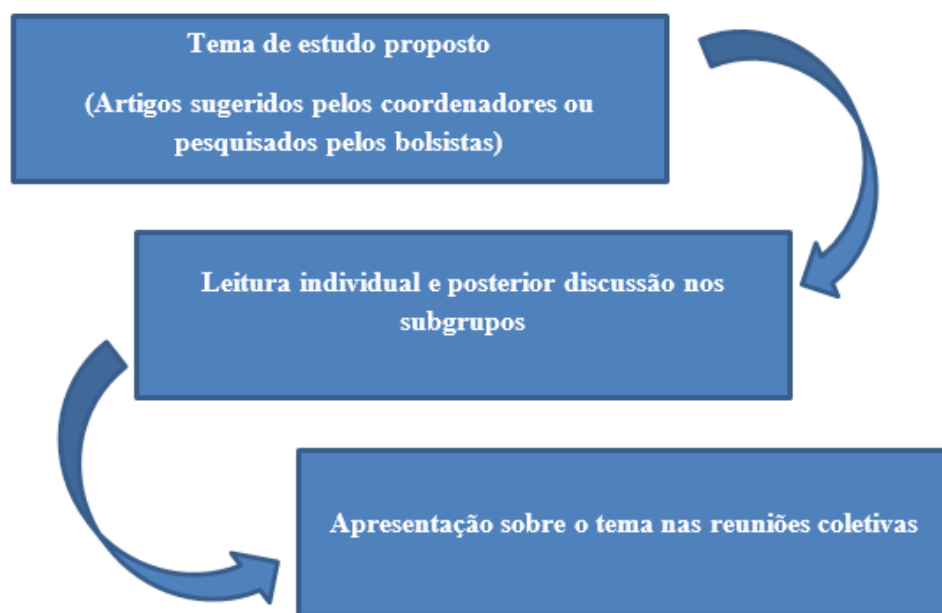 Tema de estudo proposto
(Artigos sugeridos pelos coordenadores ou
pesquisados pelos bolsistas)
Leitura individual e posterior discussão nos
subgrupos
Apresentação sobre o tema nas reuniões coletivas